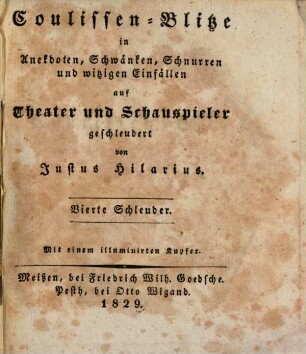 Coulissen-Blitze
in
Anekdoten, Schwänken, Schnurren
und witzigen Einfällen
auf
Theater und Schauspieler
geschleudert
von
Justus Hilarius.
Vierte Schleuder.
Mit einem illuminirten Kupfer.
Meißen, bei Friedrich Wilh. Goedsche.
Pesth, bei Otto Wigand.
1829.